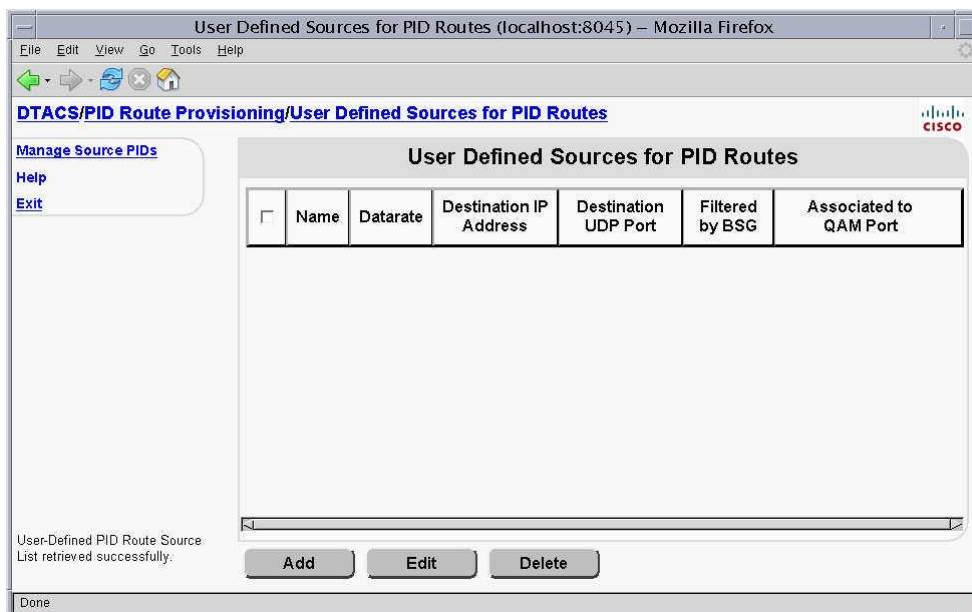 User Defined Sources for PID Routes (localhost:8045) – Mozilla Firefox
File Edit View Go Tools Help
DTACS/PID Route Provisioning/User Defined Sources for PID Routes
CISCO
Manage Source PIDs
Help
Exit
User Defined Sources for PID Routes
Name Datarate Destination IP Address Destination UDP Port Filtered by BSG Associated to QAM Port
User-Defined PID Route Source
List retrieved successfully.
Add Edit Delete
Done